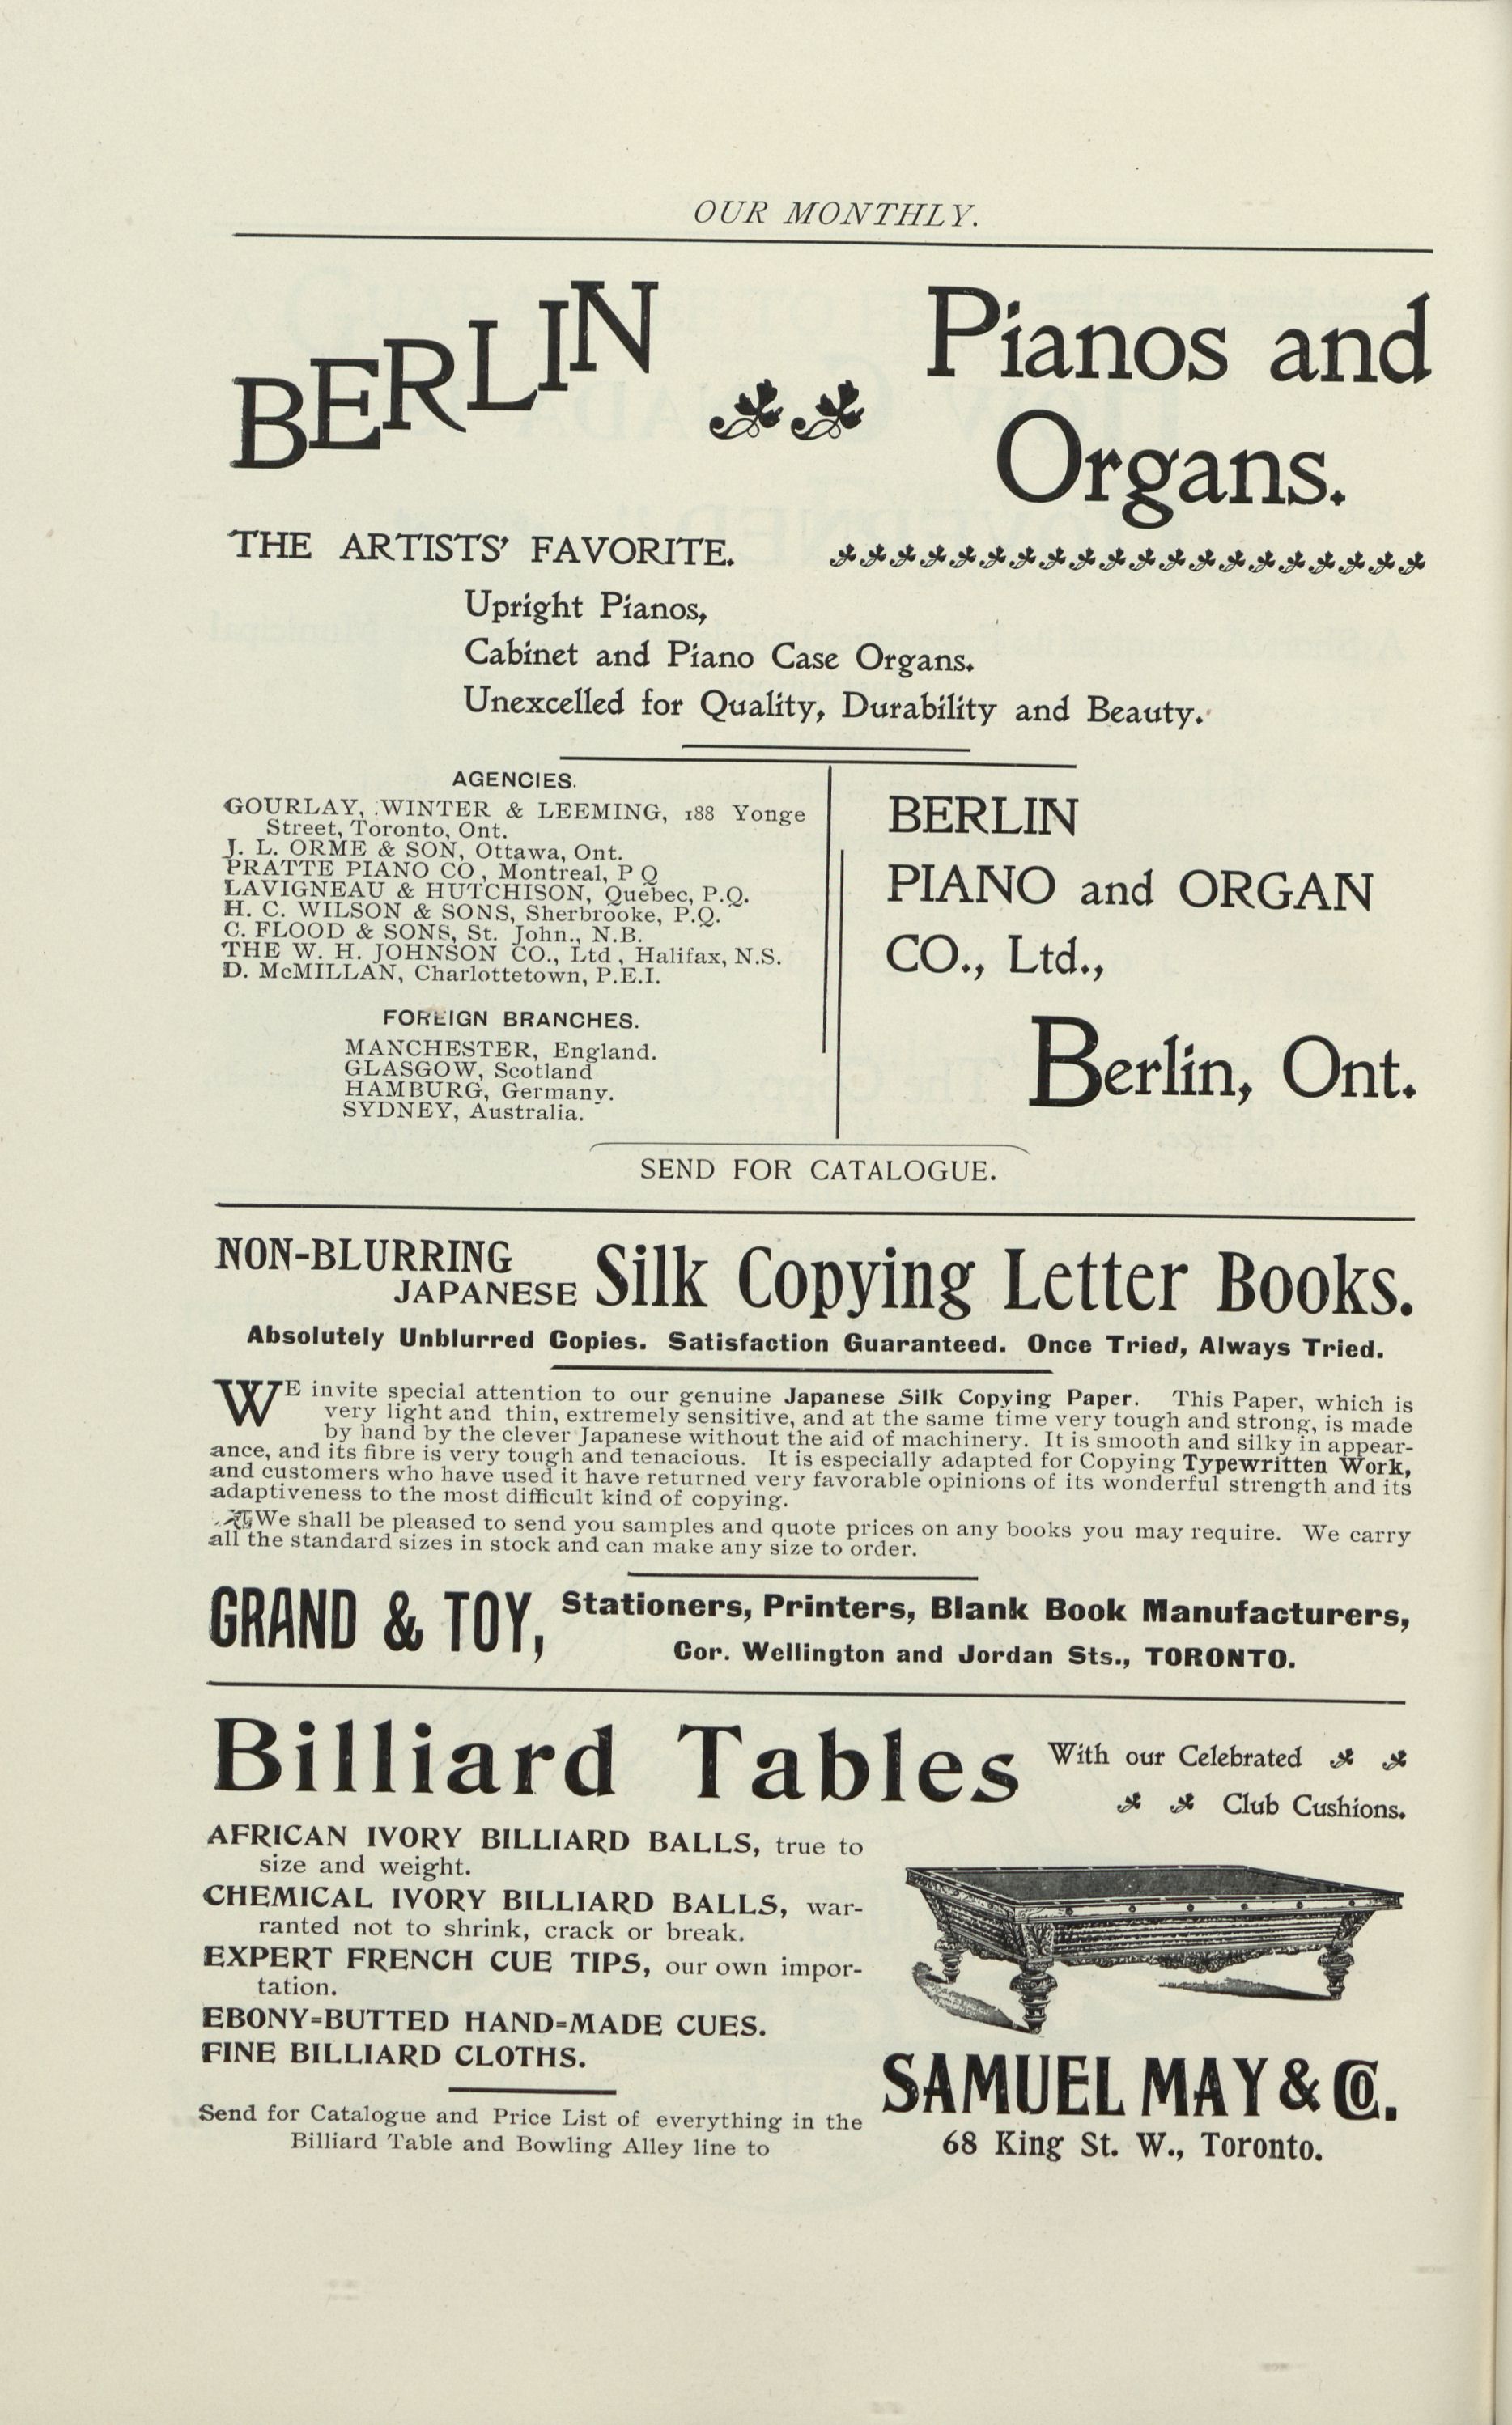 OUR MONTHLY.
BERLIN
Pianos and
Organs.
THE ARTISTS' FAVORITE.
Upright Pianos,
Cabinet and Piano Case Organs.
Unexcelled for Quality, Durability and Beauty.
AGENCIES.
GOURLAY, WINTER & LEEMING, 188 Yonge
Street, Toronto, Ont.
J. L. ORME & SON, Ottawa, Ont.
PRATTE PIANO CO , Montreal, P Q
LAVIGNEAU & HUTCHISON, Quebec, P.Q.
H. C. WILSON & SONS, Sherbrooke, P.Q.
C. FLOOD & SONS, St. John., N.B.
THE W. H. JOHNSON CO., Ltd , Halifax, N.S.
D. McMILLAN, Charlottetown, P.E.I.
FOREIGN BRANCHES.
MANCHESTER, England.
GLASGOW, Scotland
HAMBURG, Germany.
SYDNEY, Australia.
BERLIN
PIANO and ORGAN
CO., Ltd.,
Berlin, Ont.
SEND FOR CATALOGUE.
NON-BLURRING
JAPANESE Silk Copying Letter Books.
Absolutely Unblurred Copies. Satisfaction Guaranteed. Once Tried, Always Tried.
WE invite special attention to our genuine Japanese Silk Copying Paper. This Paper, which is
very light and thin, extremely sensitive, and at the same time very tough and strong, is made
by hand by the clever Japanese without the aid of machinery. It is smooth and silky in appear-
ance, and its fibre is very tough and tenacious. It is especially adapted for Copying Typewritten Work,
and customers who have used it have returned very favorable opinions of its wonderful strength and its
adaptiveness to the most difficult kind of copying.
We shall be pleased to send you samples and quote prices on any books you may require. We carry
all the standard sizes in stock and can make any size to order.
GRAND & TOY, Stationers, Printers, Blank Book Manufacturers,
Cor. Wellington and Jordan Sts., TORONTO.
Billiard Tables
With our Celebrated
Club Cushions.
AFRICAN IVORY BILLIARD BALLS, true to
size and weight.
CHEMICAL IVORY BILLIARD BALLS, war-
ranted not to shrink, crack or break.
EXPERT FRENCH CUE TIPS, our own impor-
tation.
EBONY-BUTTED HAND-MADE CUES.
FINE BILLIARD CLOTHS.
Send for Catalogue and Price List of everything in the
Billiard Table and Bowling Alley line to
SAMUEL MAY & CO.
68 King St. W., Toronto.